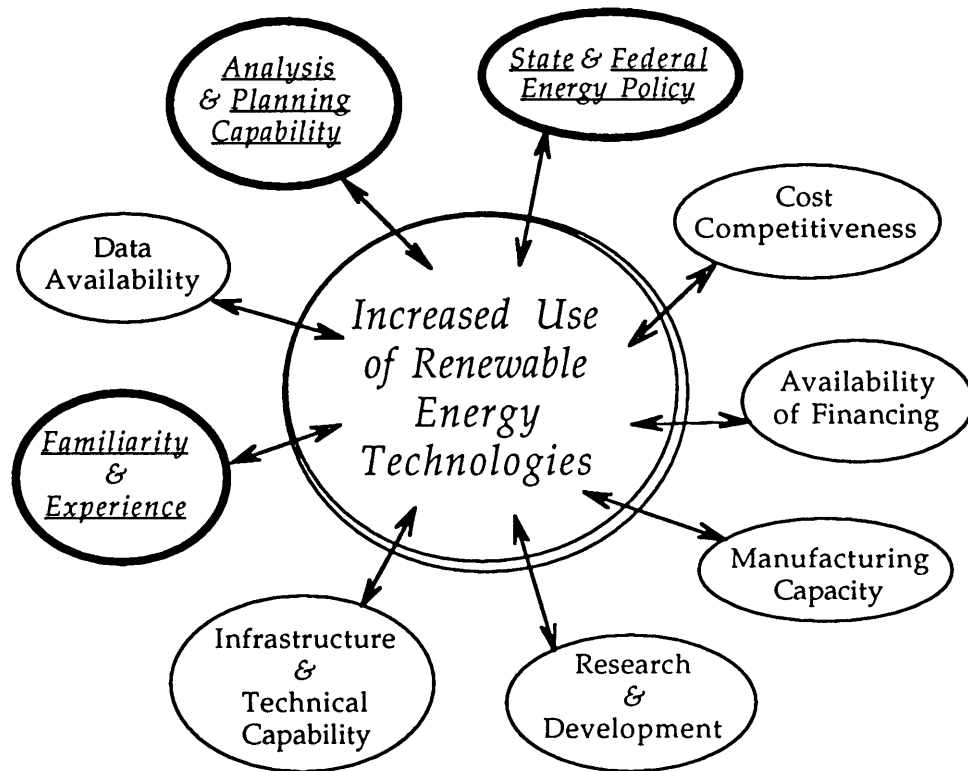 Analysis
& Planning
Capability
State & Federal
Energy Policy
Cost
Competitiveness
Data
Availability
Increased Use
of Renewable
Energy
Technologies
Availability
of Financing
Familiarity
&
Experience
Manufacturing
Capacity
Infrastructure
&
Technical
Capability
Research
&
Development